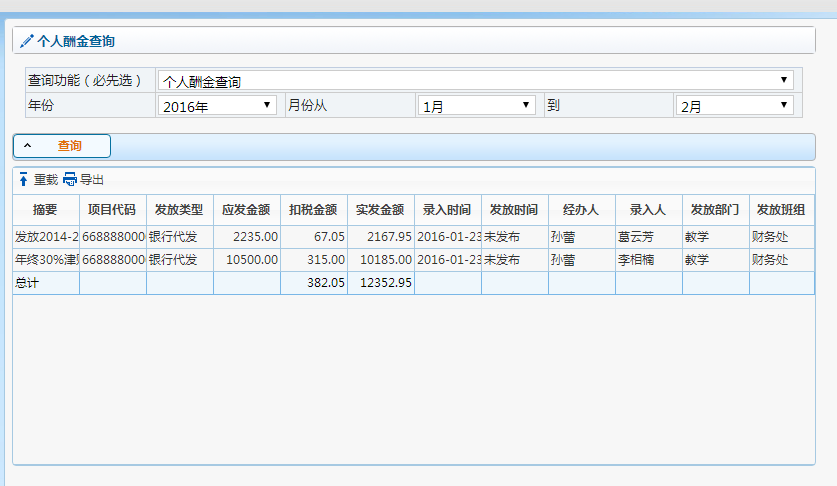 个人酬金查询
查询功能（必先选） 个人酬金查询
年份 2016年 月份从 1月 到 2月
查询
重载 导出
摘要 项目代码 发放类型 应发金额 扣税金额 实发金额 录入时间 发放时间 经办人 录入人 发放部门 发放班组
发放2014-2 668888000 银行代发 2235.00 67.05 2167.95 2016-01-23 未发布 孙蕾 葛云芳 教学 财务处
年终30%津 668888000 银行代发 10500.00 315.00 10185.00 2016-01-23 未发布 孙蕾 李相楠 教学 财务处
总计 382.05 12352.95